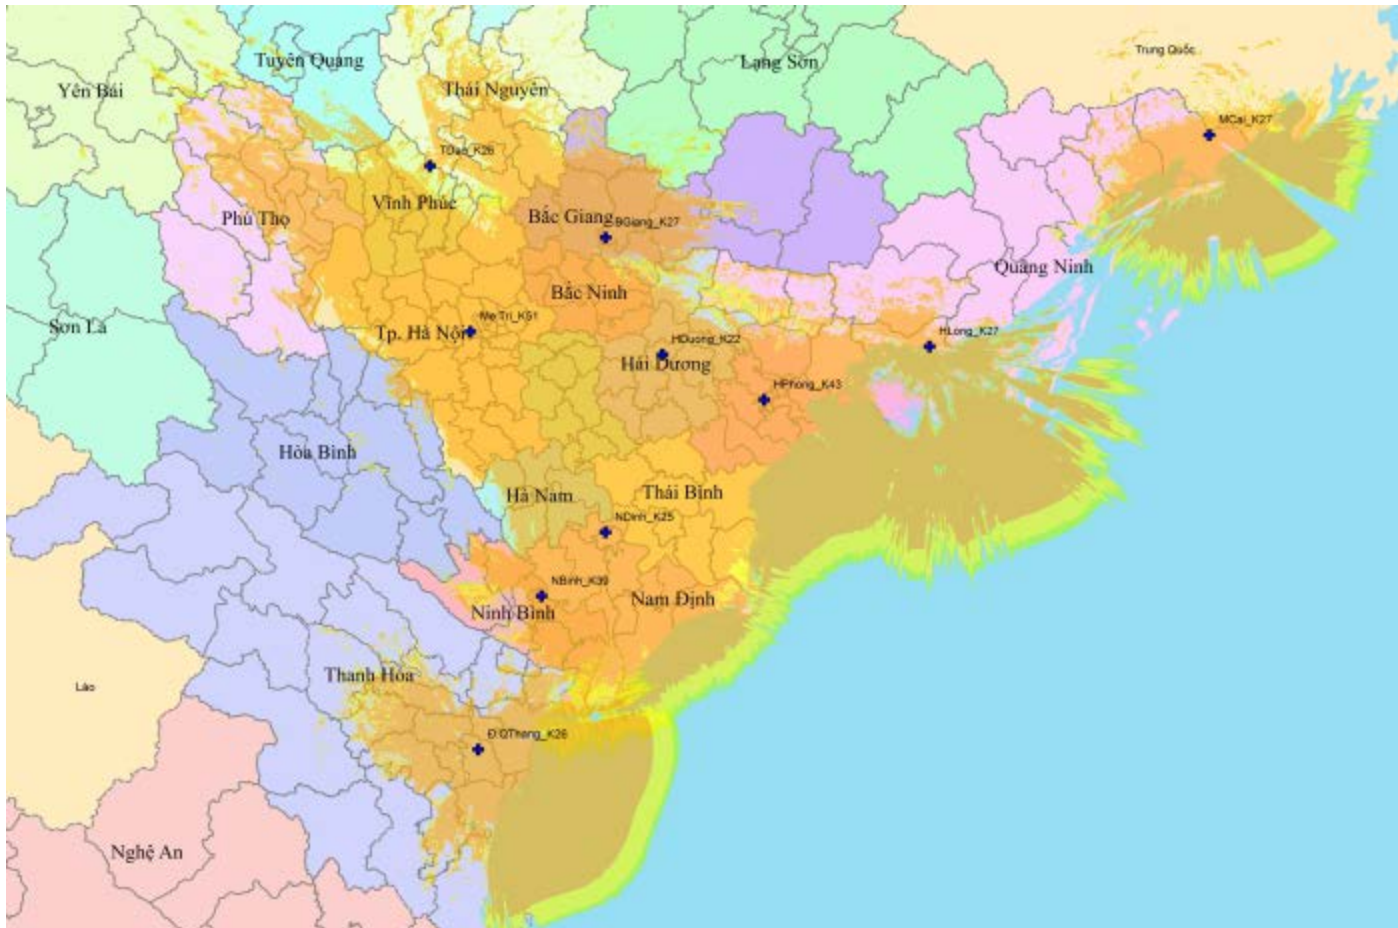 Trung Quốc
Tuyên Quang
Lạng Sơn
Yên Bái
Thái Nguyên
MCai_K27
TDao_K26
Vĩnh Phúc
Phú Thọ
Bắc Giang
BGiang_K27
Quảng Ninh
Bắc Ninh
Sơn La
Tp. Hà Nội
Me Tri_K51
HDuong_K22
HLong_K27
Hải Dương
HPhong_K43
Hòa Bình
Hà Nam
Thái Bình
NDinh_K25
NBinh_K39
Ninh Bình
Nam Định
Thanh Hóa
Lào
Đ.QThang_K26
Nghệ An